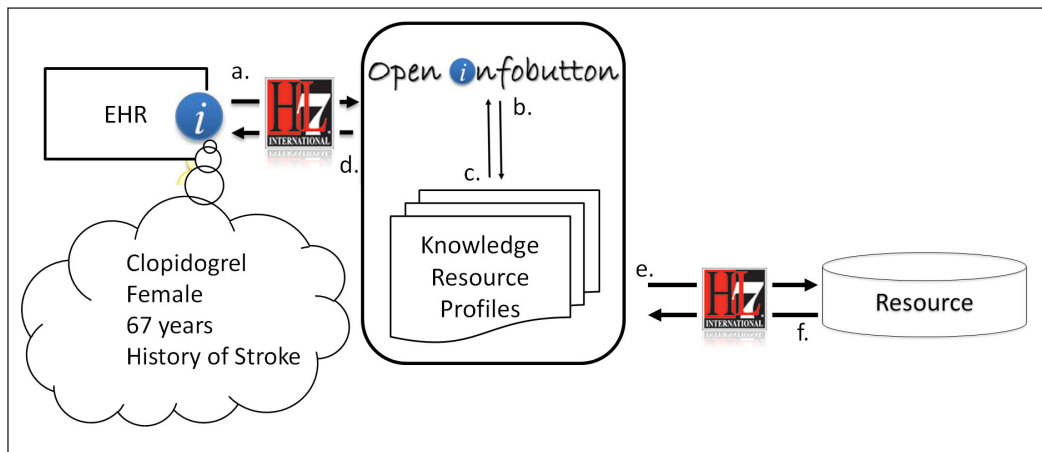 EHR
i
a.
HL7
INTERNATIONAL
d.
Open infobutton
b.
c.
Knowledge
Resource
Profiles
Clopidogrel
Female
67 years
History of Stroke
e.
HL7
INTERNATIONAL
f.
Resource